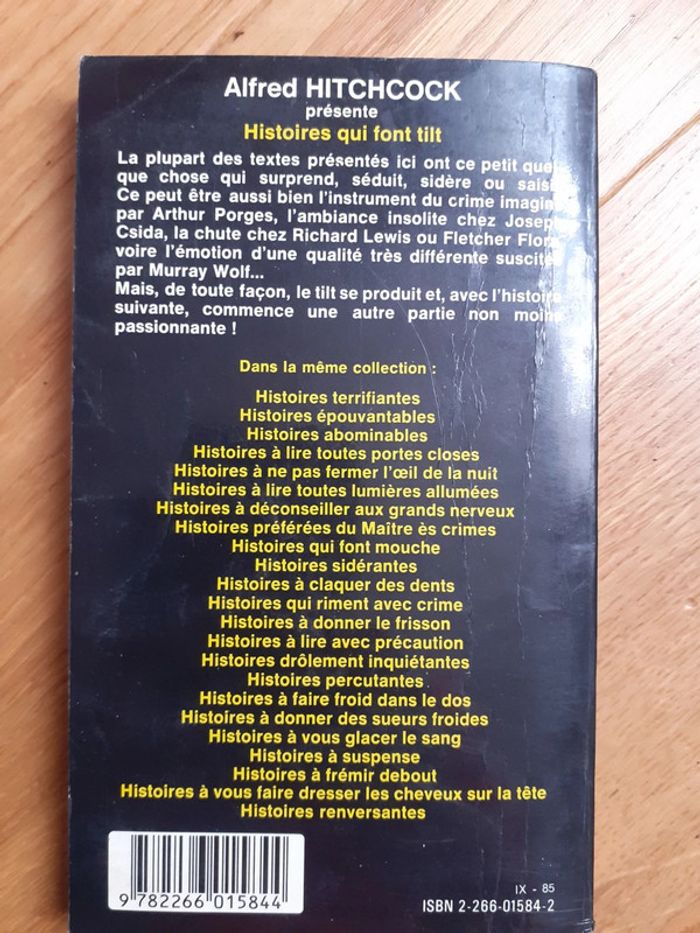 Alfred HITCHCOCK
présente
Histoires qui font tilt
La plupart des textes présentés ici ont ce petit quel-
que chose qui surprend, séduit, sidère ou saisit.
Ce peut être aussi bien l'instrument du crime imaginé
par Arthur Porges, l'ambiance insolite chez Joseph
Csida, la chute chez Richard Lewis ou Fletcher Flora,
voire l'émotion d'une qualité très différente suscitée
par Murray Wolf...
Mais, de toute façon, le tilt se produit et, avec l'histoire
suivante, commence une autre partie non moins
passionnante !
Dans la même collection :
Histoires terrifiantes
Histoires épouvantables
Histoires abominables
Histoires à lire toutes portes closes
Histoires à ne pas fermer l'œil de la nuit
Histoires à lire toutes lumières allumées
Histoires à déconseiller aux grands nerveux
Histoires préférées du Maître ès crimes
Histoires qui font mouche
Histoires sidérantes
Histoires à claquer des dents
Histoires qui riment avec crime
Histoires à donner le frisson
Histoires à lire avec précaution
Histoires drôlement inquiétantes
Histoires percutantes
Histoires à faire froid dans le dos
Histoires à donner des sueurs froides
Histoires à vous glacer le sang
Histoires à suspense
Histoires à frémir debout
Histoires à vous faire dresser les cheveux sur la tête
Histoires renversantes
IX - 85
9 782266 015844
ISBN 2-266-01584-2